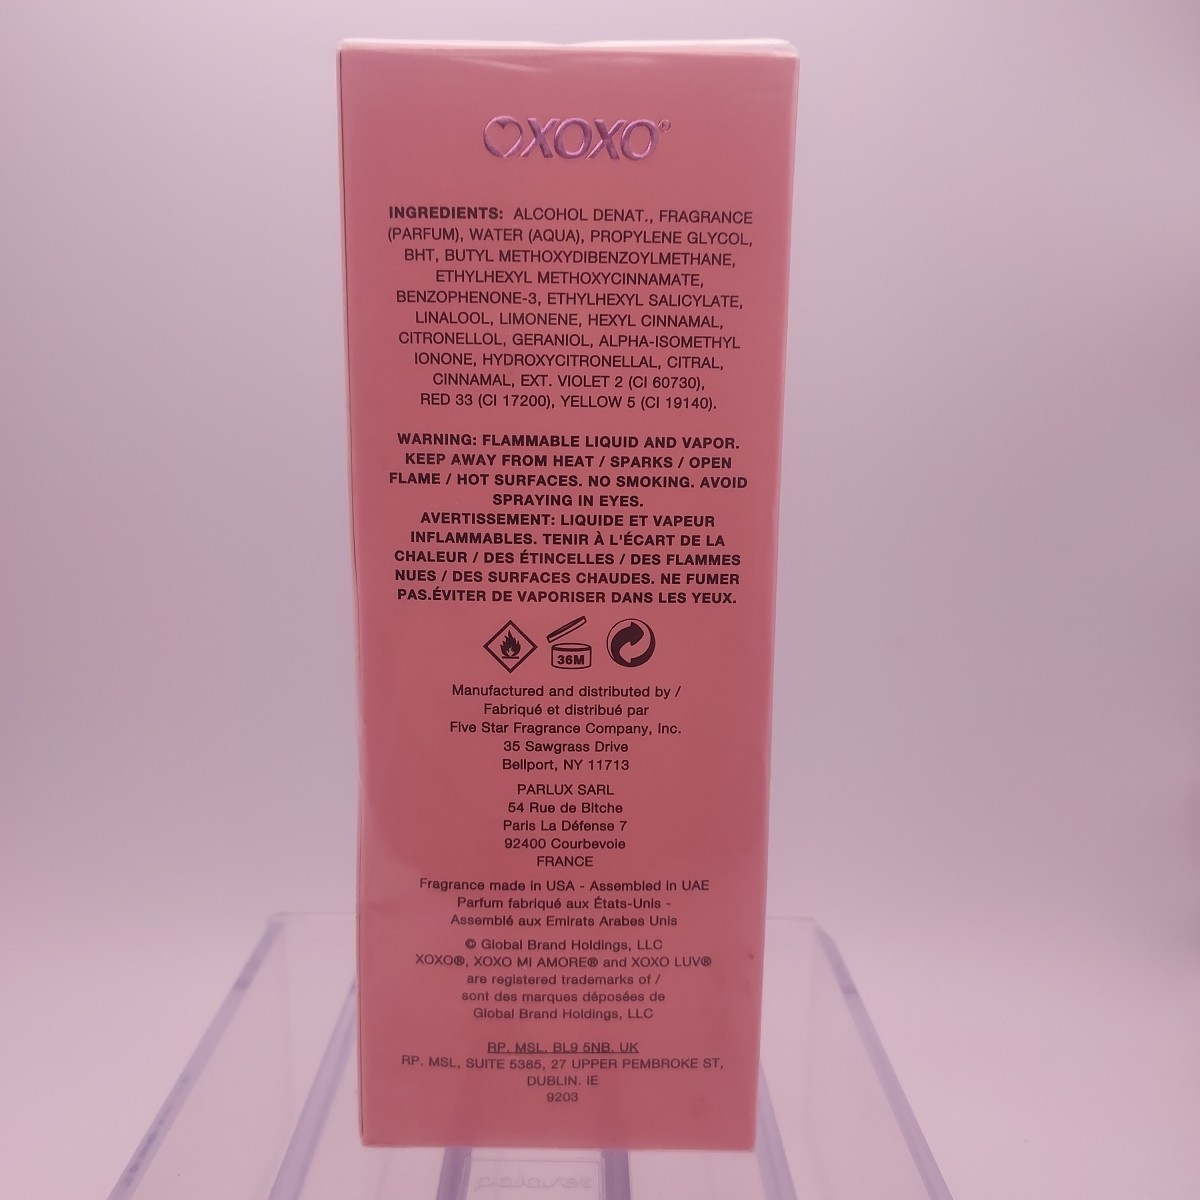 XOXO®
INGREDIENTS: ALCOHOL DENAT., FRAGRANCE
(PARFUM), WATER (AQUA), PROPYLENE GLYCOL,
BHT, BUTYL METHOXYDIBENZOYLMETHANE,
ETHYLHEXYL METHOXYCINNAMATE,
BENZOPHENONE-3, ETHYLHEXYL SALICYLATE,
LINALOOL, LIMONENE, HEXYL CINNAMAL,
CITRONELLOL, GERANIOL, ALPHA-ISOMETHYL
IONONE, HYDROXYCITRONELLAL, CITRAL,
CINNAMAL, EXT. VIOLET 2 (CI 60730),
RED 33 (CI 17200), YELLOW 5 (CI 19140).
WARNING: FLAMMABLE LIQUID AND VAPOR.
KEEP AWAY FROM HEAT / SPARKS / OPEN
FLAME / HOT SURFACES. NO SMOKING. AVOID
SPRAYING IN EYES.
AVERTISSEMENT: LIQUIDE ET VAPEUR
INFLAMMABLES. TENIR À L'ÉCART DE LA
CHALEUR / DES ÉTINCELLES / DES FLAMMES
NUES / DES SURFACES CHAUDES. NE FUMER
PAS.ÉVITER DE VAPORISER DANS LES YEUX.
36M
Manufactured and distributed by /
Fabriqué et distribué par
Five Star Fragrance Company, Inc.
35 Sawgrass Drive
Bellport, NY 11713
PARLUX SARL
54 Rue de Bitche
Paris La Défense 7
92400 Courbevoie
FRANCE
Fragrance made in USA - Assembled in UAE
Parfum fabriqué aux États-Unis -
Assemblé aux Emirats Arabes Unis
© Global Brand Holdings, LLC
XOXO®, XOXO MI AMORE® and XOXO LUV®
are registered trademarks of /
sont des marques déposées de
Global Brand Holdings, LLC
RP. MSL. BL9 5NB. UK
RP. MSL, SUITE 5385, 27 UPPER PEMBROKE ST,
DUBLIN. IE
9203